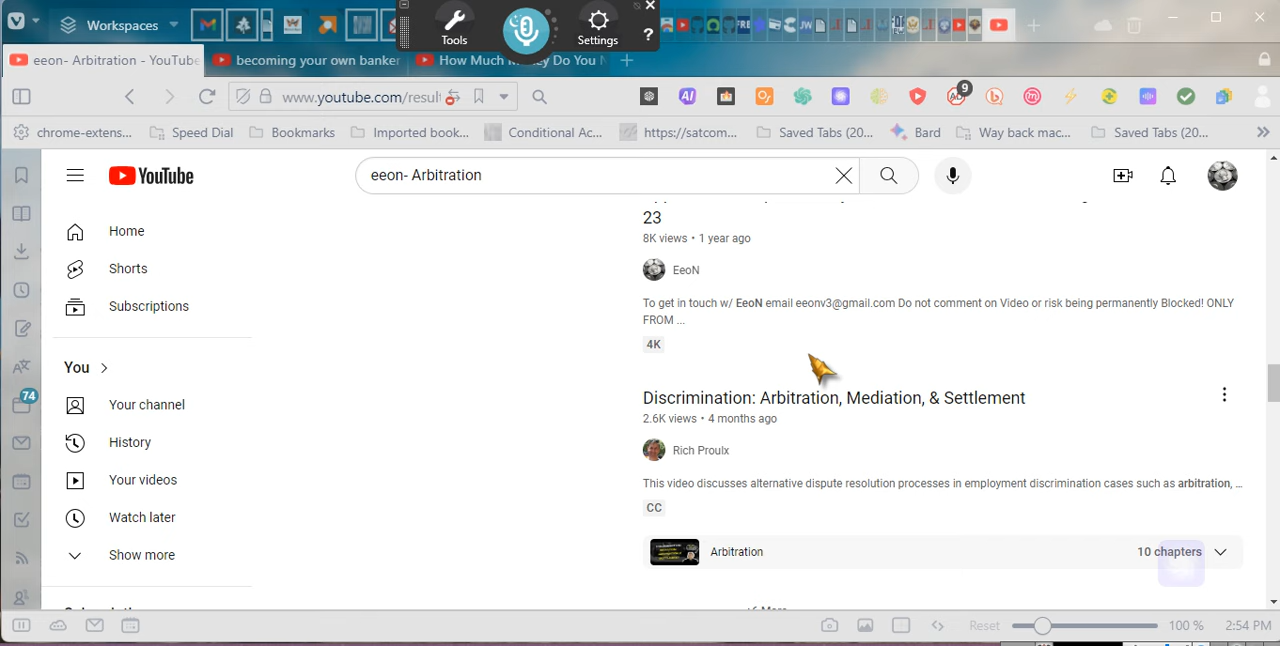 Workspaces
Tools
Settings
?
eeon- Arbitration - YouTube
becoming your own banker
How Much Money Do You N
www.youtube.com/result
AI
9
chrome-extens...
Speed Dial
Bookmarks
Imported book...
Conditional Ac...
https://satcom...
Saved Tabs (20...
Bard
Way back mac...
Saved Tabs (20...
YouTube
eeon- Arbitration
Home
Shorts
Subscriptions
You
Your channel
History
Your videos
Watch later
Show more
74
23
8K views • 1 year ago
EeoN
To get in touch w/ EeoN email eeonv3@gmail.com Do not comment on Video or risk being permanently Blocked! ONLY
FROM ...
4K
Discrimination: Arbitration, Mediation, & Settlement
2.6K views • 4 months ago
Rich Proulx
This video discusses alternative dispute resolution processes in employment discrimination cases such as arbitration, ...
CC
Arbitration
10 chapters
Reset
100 %
2:54 PM